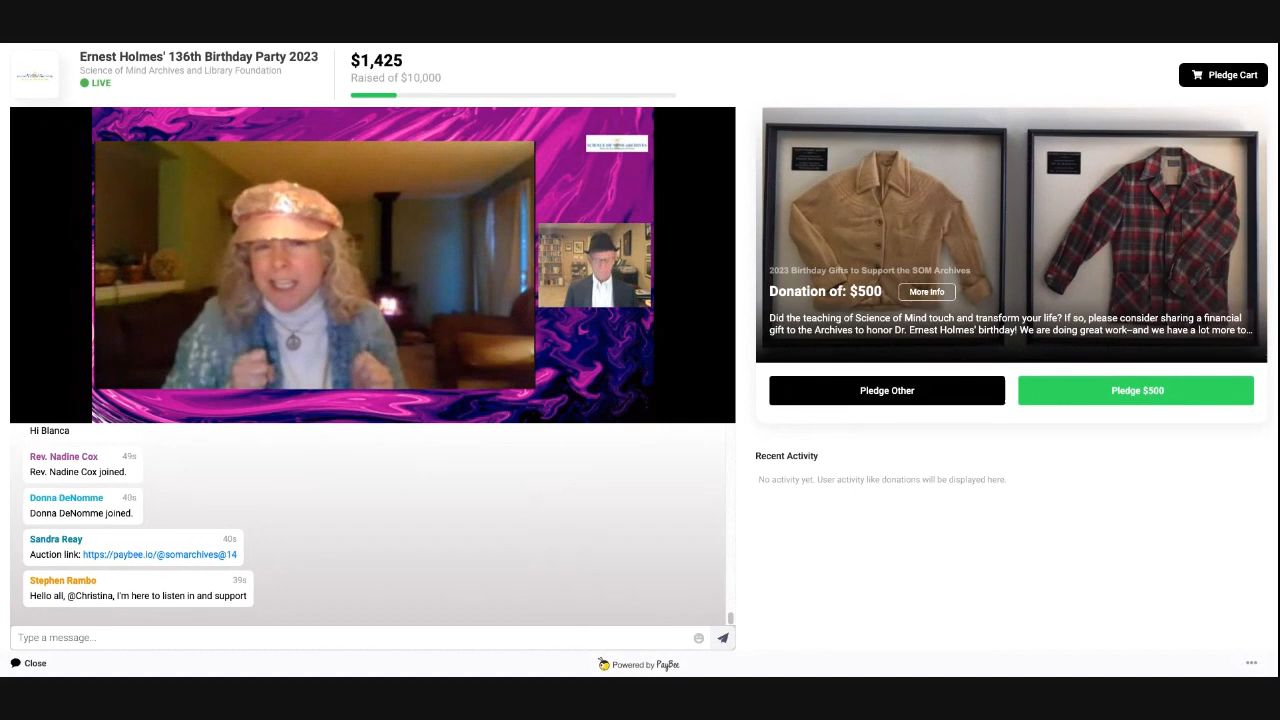 Ernest Holmes' 136th Birthday Party 2023
Science of Mind Archives and Library Foundation
LIVE
$1,425
Raised of $10,000
Pledge Cart
SCIENCE OF MIND ARCHIVES
2023 Birthday Gifts to Support the SOM Archives
Donation of: $500
More Info
Did the teaching of Science of Mind touch and transform your life? If so, please consider sharing a financial
gift to the Archives to honor Dr. Ernest Holmes' birthday! We are doing great work–and we have a lot more to...
Pledge Other
Pledge $500
Hi Blanca
Rev. Nadine Cox 49s
Rev. Nadine Cox joined.
Donna DeNomme 40s
Donna DeNomme joined.
Sandra Reay 40s
Auction link: https://paybee.io/@somarchives@14
Stephen Rambo 39s
Hello all, @Christina, I'm here to listen in and support
Type a message...
Close
Powered by PayBee
Recent Activity
No activity yet. User activity like donations will be displayed here.